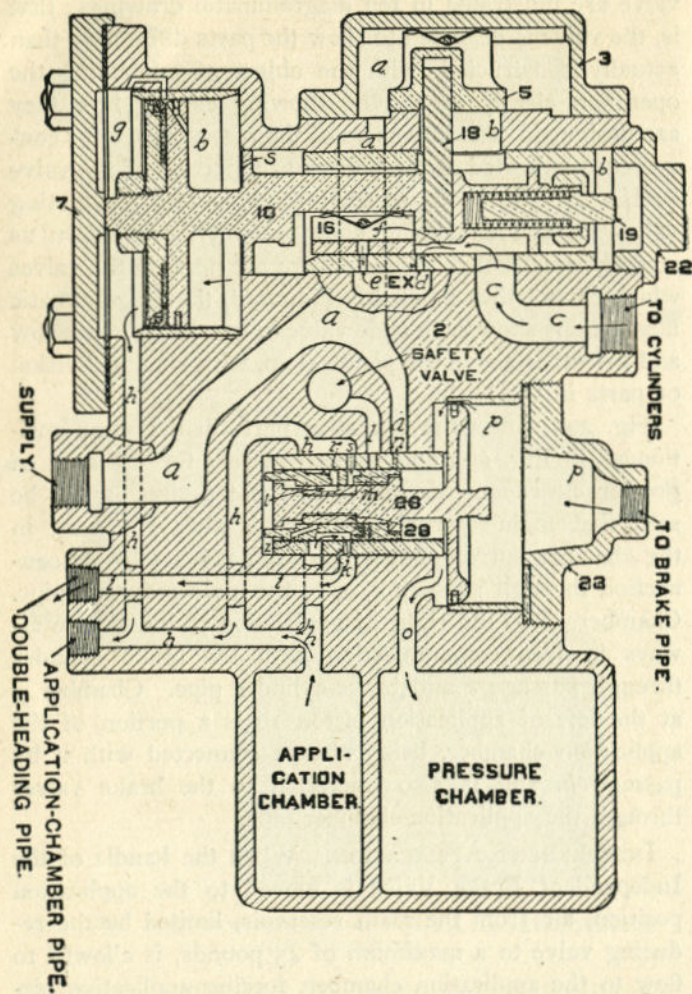 3
a
5
18
b
b
g
b
s
a
7
10
16
f
19
22
e EX d
c
c
a
2
SAFETY
VALVE.
TO CYLINDERS
SUPPLY.
h
a
h
r
s
l
n
p
p
m
26
28
k
h
23
TO BRAKE PIPE.
l
l
h
h
h
o
DOUBLE-HEADING PIPE.
APPLICATION-CHAMBER PIPE.
APPLI-
CATION
CHAMBER.
PRESSURE
CHAMBER.